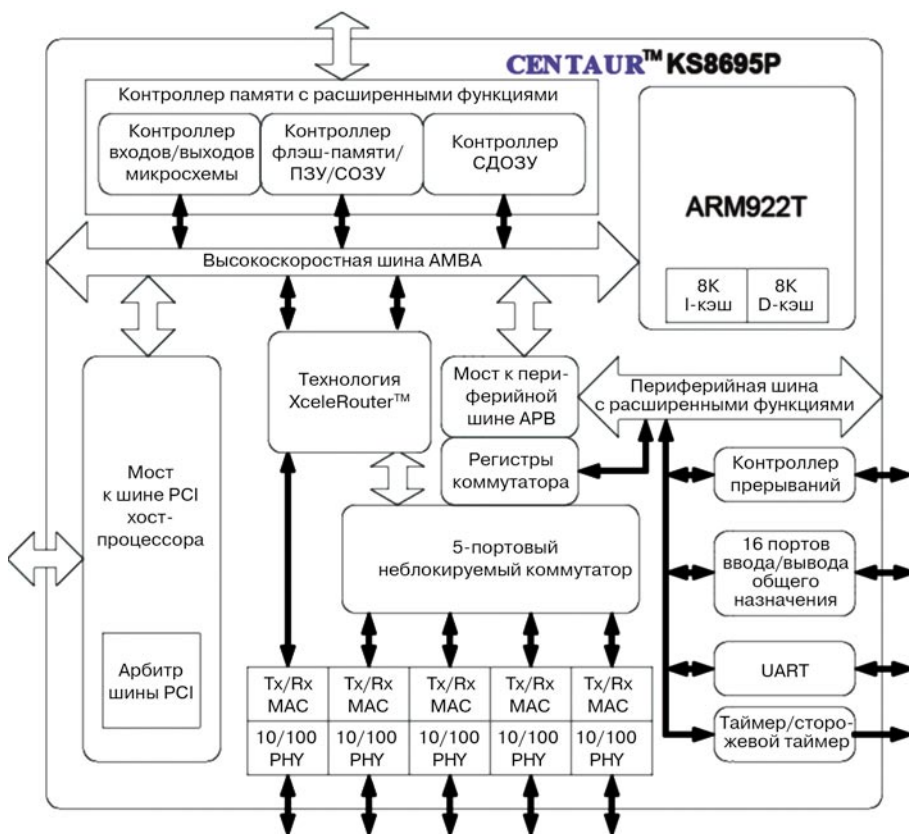 CENTAUR™ KS8695P
Контроллер памяти с расширенными функциями
Контроллер
входов/выходов
микросхемы
Контроллер
флэш-памяти/
ПЗУ/СОЗУ
Контроллер
СДОЗУ
ARM922T
8K
I-кэш
8K
D-кэш
Высокоскоростная шина AMBA
Технология
XceleRouter™
Мост к пери-
ферийной
шине APB
Периферийная шина
с расширенными функциями
Регистры
коммутатора
Мост
к шине PCI
хост-
процессора
Арбитр
шины PCI
5-портовый
неблокируемый коммутатор
Контроллер
прерываний
16 портов
ввода/вывода
общего
назначения
UART
Таймер/сторо-
жевой таймер
Tx/Rx
MAC
Tx/Rx
MAC
Tx/Rx
MAC
Tx/Rx
MAC
Tx/Rx
MAC
10/100
PHY
10/100
PHY
10/100
PHY
10/100
PHY
10/100
PHY